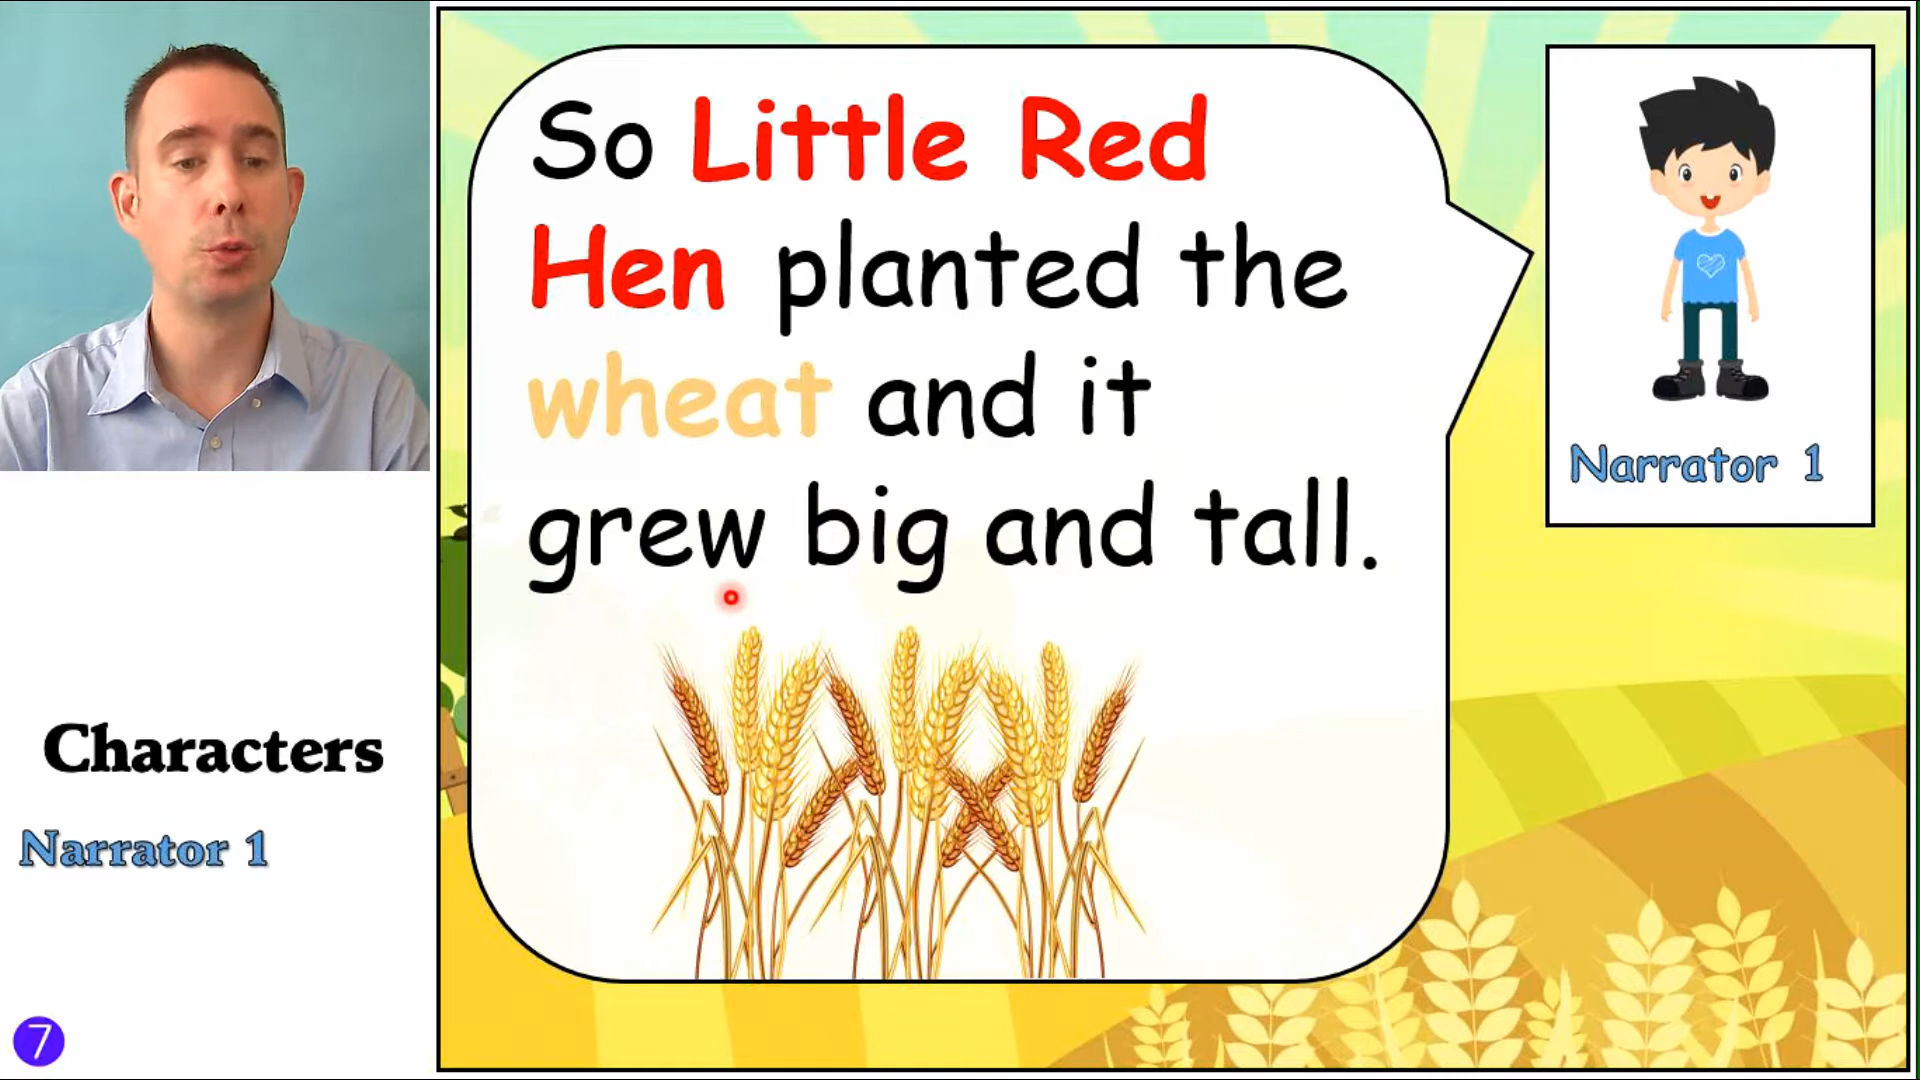 So Little Red
Hen planted the
wheat and it
grew big and tall.
Narrator 1
Characters
Narrator 1
7